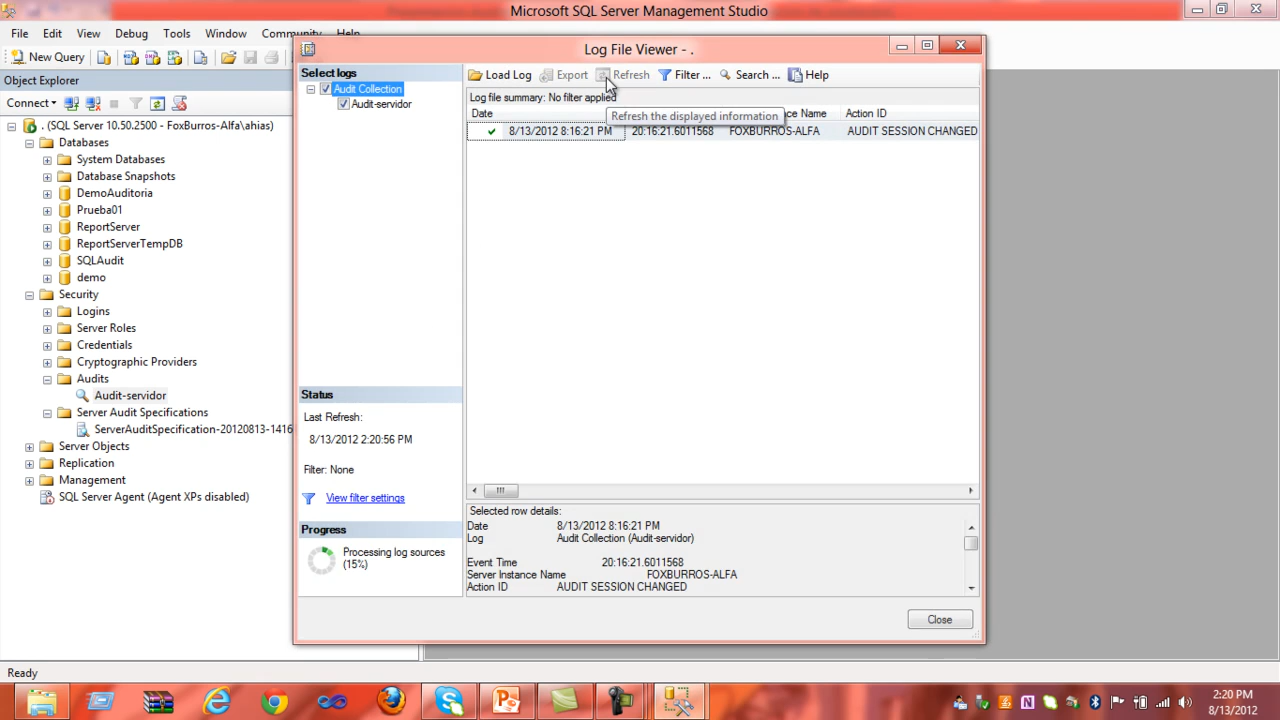 Microsoft SQL Server Management Studio
File Edit View Debug Tools Window Community Help
New Query
Object Explorer
Connect
. (SQL Server 10.50.2500 - FoxBurros-Alfa\ahias)
Databases
System Databases
Database Snapshots
DemoAuditoria
Prueba01
ReportServer
ReportServerTempDB
SQLAudit
demo
Security
Logins
Server Roles
Credentials
Cryptographic Providers
Audits
Audit-servidor
Server Audit Specifications
ServerAuditSpecification-20120813-1416
Server Objects
Replication
Management
SQL Server Agent (Agent XPs disabled)
Log File Viewer - .
Select logs
Audit Collection
Audit-servidor
Status
Last Refresh:
8/13/2012 2:20:56 PM
Filter: None
View filter settings
Progress
Processing log sources
(15%)
Load Log Export Refresh Filter ... Search ... Help
Log file summary: No filter applied
Refresh the displayed information
Date ce Name Action ID
8/13/2012 8:16:21 PM 20:16:21.6011568 FOXBURROS-ALFA AUDIT SESSION CHANGED
Selected row details:
Date 8/13/2012 8:16:21 PM
Log Audit Collection (Audit-servidor)
Event Time 20:16:21.6011568
Server Instance Name FOXBURROS-ALFA
Action ID AUDIT SESSION CHANGED
Close
Ready
2:20 PM
8/13/2012